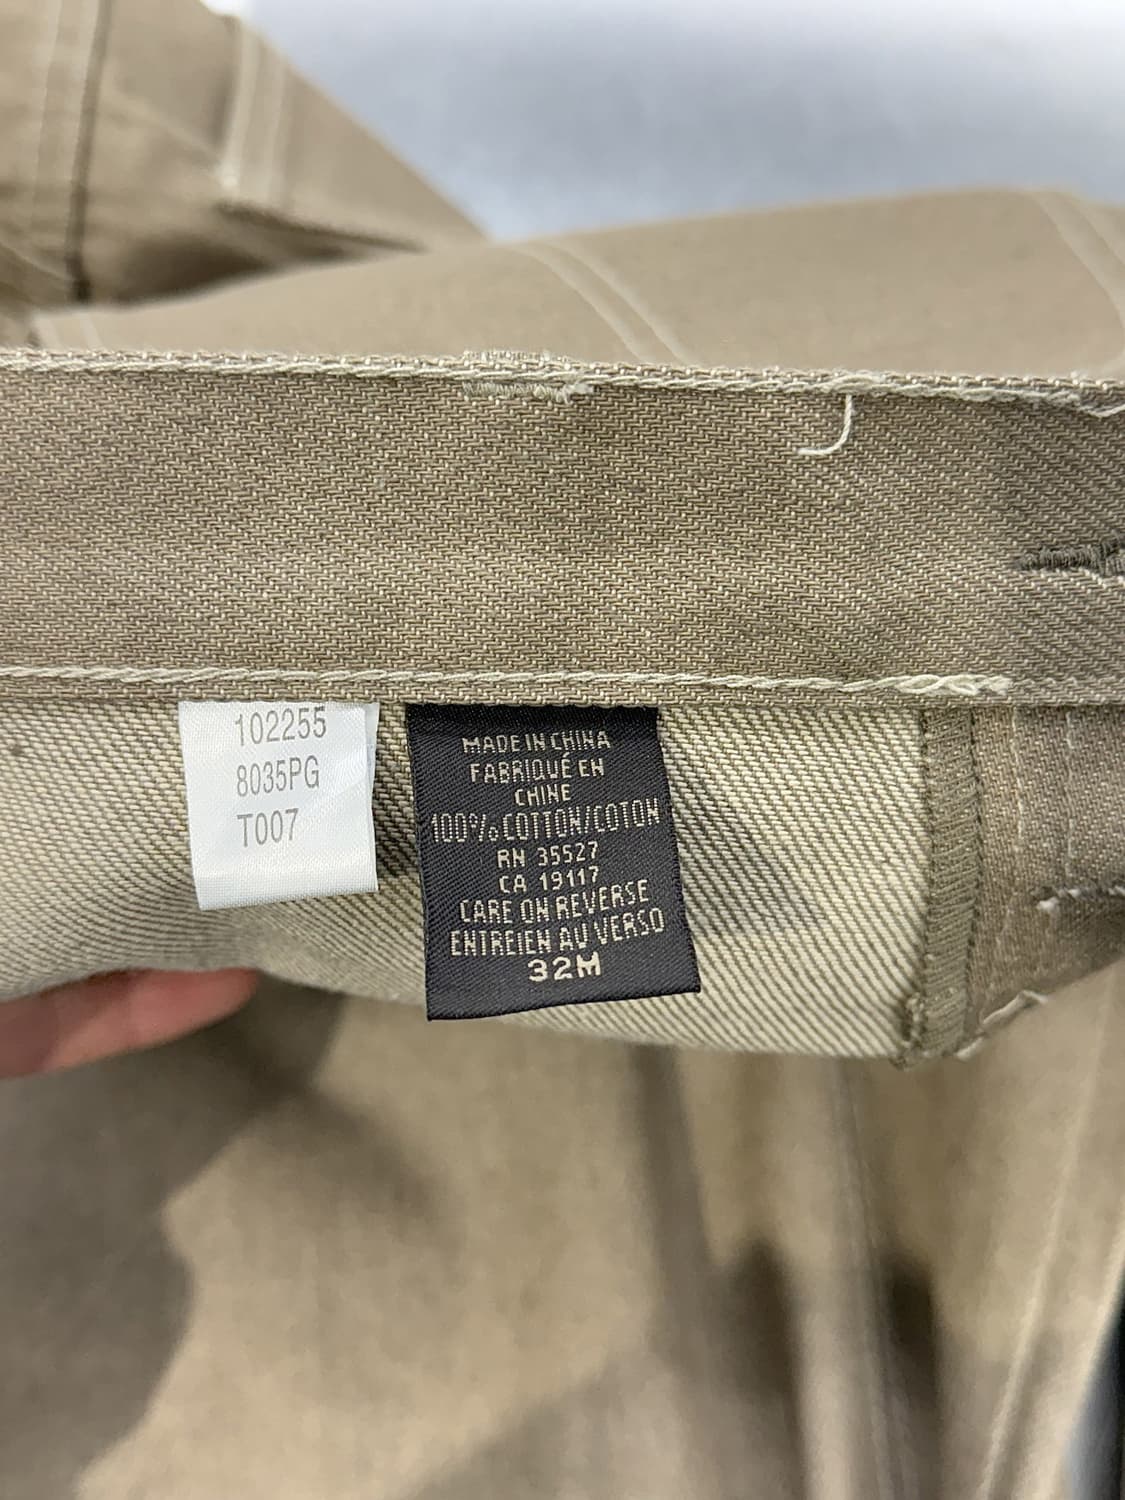 102255
8035PG
T007
MADE IN CHINA
FABRIQUÉ EN
CHINE
100% COTTON/COTON
RN 35527
CA 19117
CARE ON REVERSE
ENTREIEN AU VERSO
32M